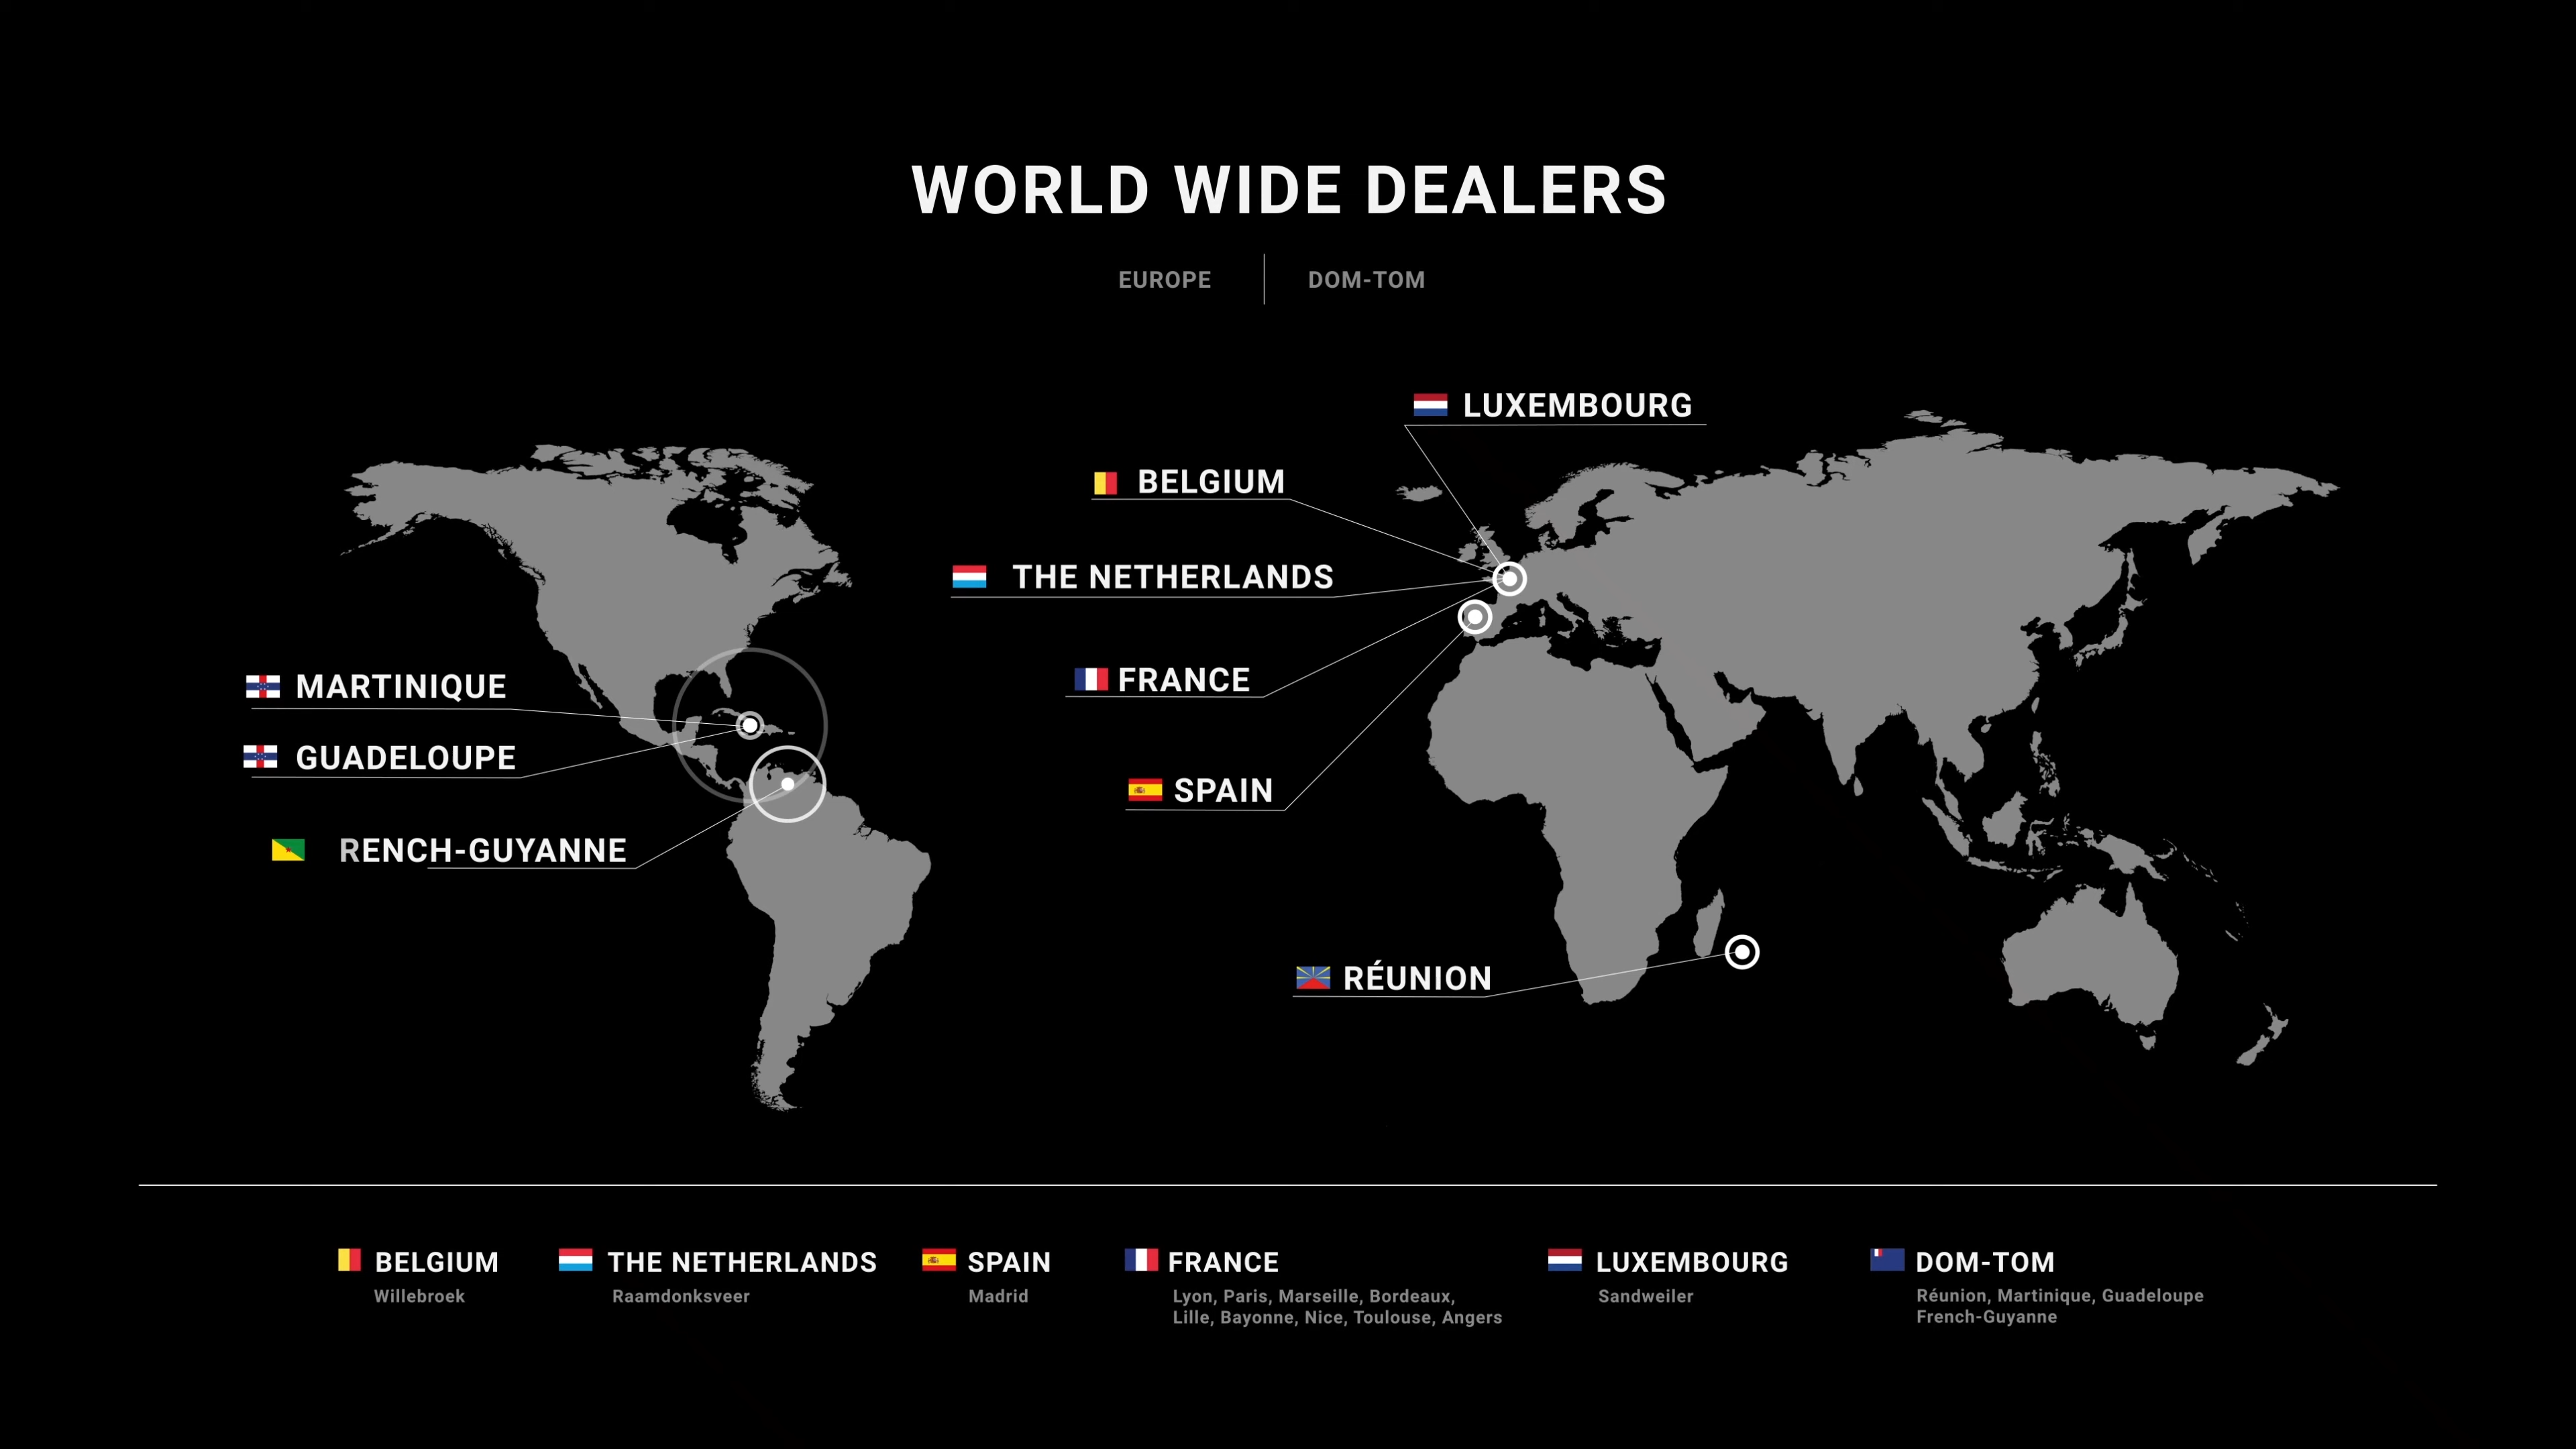 WORLD WIDE DEALERS
EUROPE
DOM-TOM
LUXEMBOURG
BELGIUM
THE NETHERLANDS
FRANCE
SPAIN
MARTINIQUE
GUADELOUPE
RENCH-GUYANNE
RÉUNION
BELGIUM
Willebroek
THE NETHERLANDS
Raamdonksveer
SPAIN
Madrid
FRANCE
Lyon, Paris, Marseille, Bordeaux,
Lille, Bayonne, Nice, Toulouse, Angers
LUXEMBOURG
Sandweiler
DOM-TOM
Réunion, Martinique, Guadeloupe
French-Guyanne